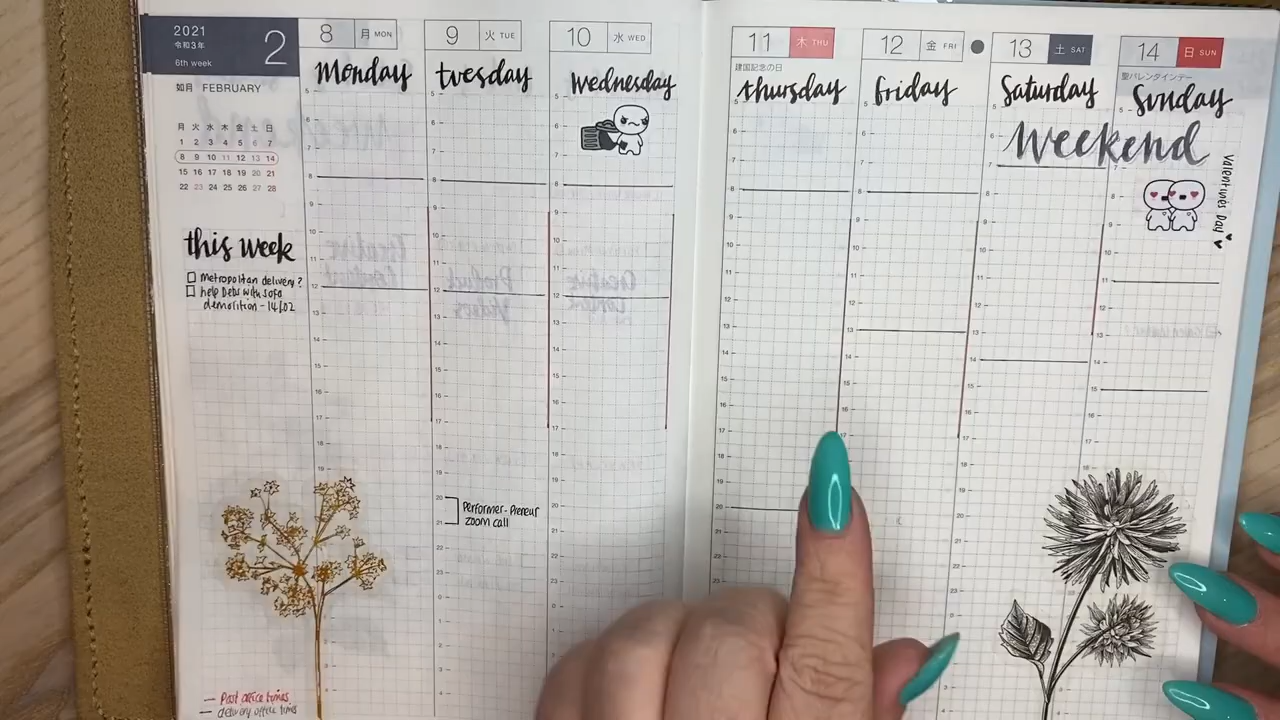 2021
令和3年
6th week
2
如月 FEBRUARY
月 火 水 木 金 土 日
1 2 3 4 5 6 7
8 9 10 11 12 13 14
15 16 17 18 19 20 21
22 23 24 25 26 27 28
this week
metropolitan delivery?
help Debs with sofa
demolition - 14/02
Post office times
delivery office times
8 月 MON
monday
9 火 TUE
tuesday
Performer-Preneur
zoom call
10 水 WED
wednesday
11 木 THU
建国記念の日
thursday
12 金 FRI
friday
13 土 SAT
Saturday
14 日 SUN
聖バレンタインデー
Sunday
Weekend
Valentines Day